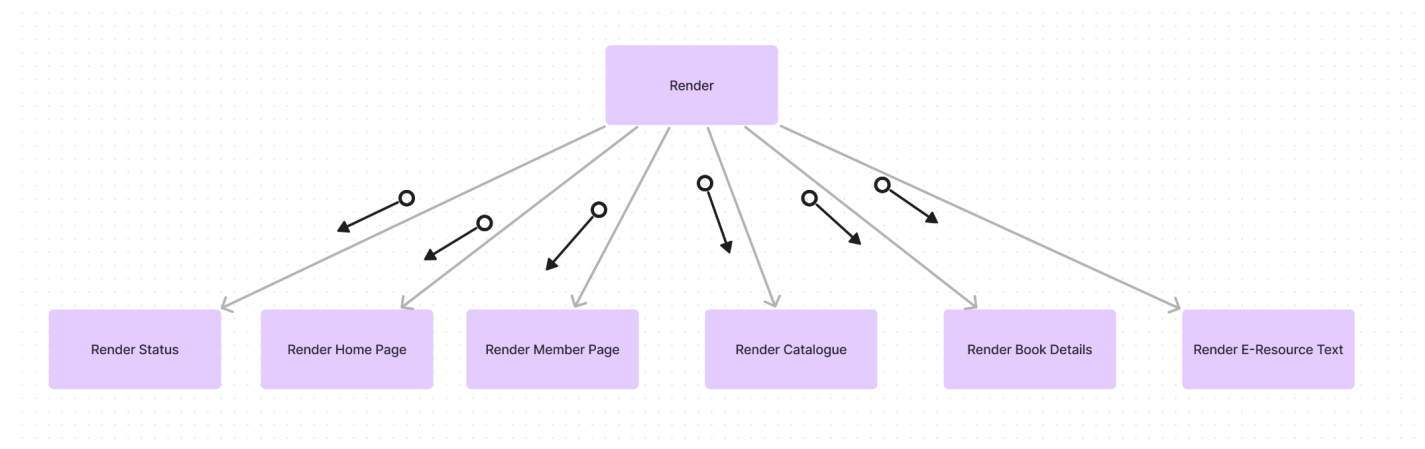 Render
Render Status
Render Home Page
Render Member Page
Render Catalogue
Render Book Details
Render E-Resource Text